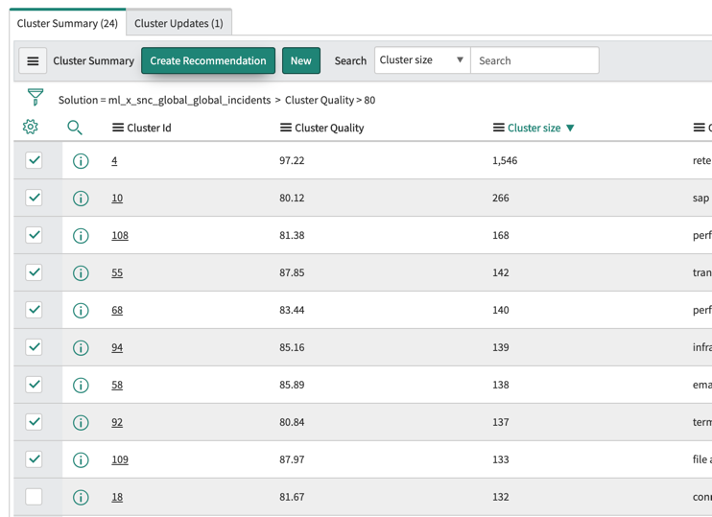 Cluster Summary (24) Cluster Updates (1)
Cluster Summary Create Recommendation New Search Cluster size ▼ Search
Solution = ml_x_snc_global_global_incidents > Cluster Quality > 80
Cluster Id Cluster Quality Cluster size ▼
4 97.22 1,546 rete
10 80.12 266 sap
108 81.38 168 perf
55 87.85 142 tran
68 83.44 140 perf
94 85.16 139 infra
58 85.89 138 ema
92 80.84 137 term
109 87.97 133 file
18 81.67 132 conn